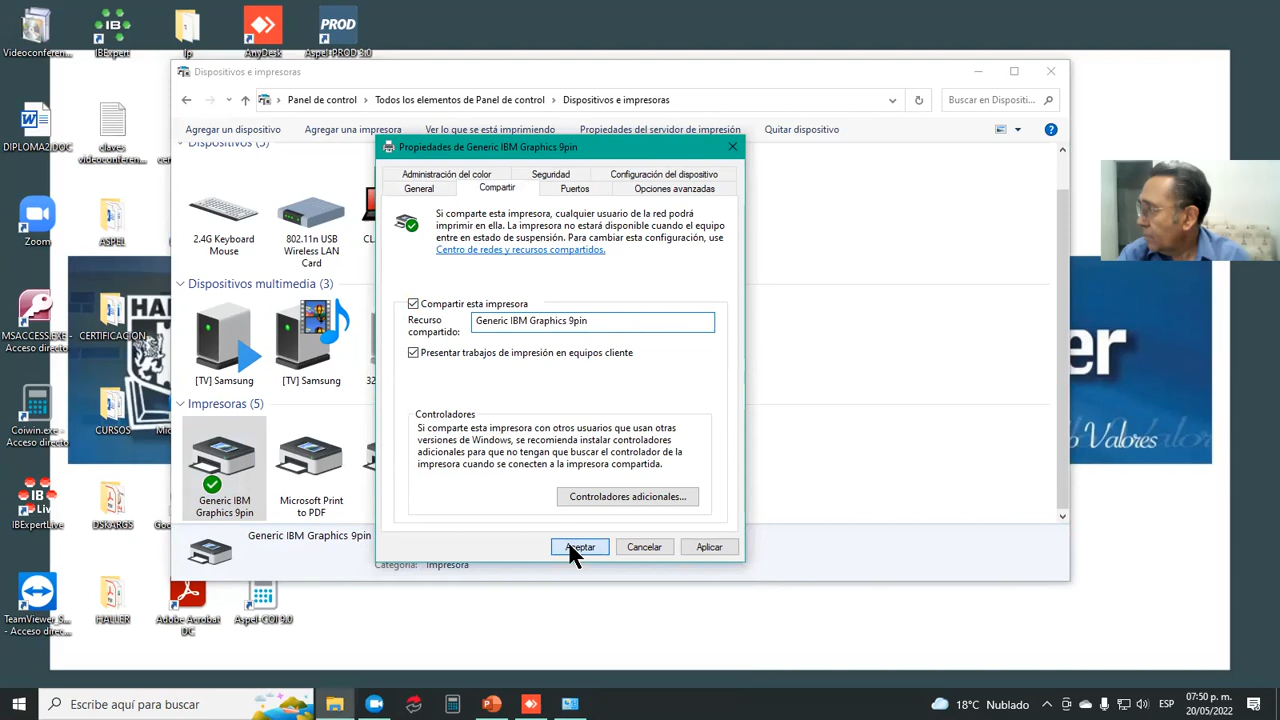 Videoconferen...
IBExpert
ip
AnyDesk
PROD
Aspel-PROD 5.0
DIPLOMA2.DOC
claves
videoconferen...
Zoom
ASPEL
MSACCESS.EXE -
Acceso directo
CERTIFICACION
Coiwin.exe -
Acceso directo
CURSOS
IBExpertLive
DSKARGS
TeamViewer_S...
- Acceso direc...
HALLER
Adobe Acrobat
DC
Aspel-COI 9.0
Dispositivos e impresoras
Panel de control
Todos los elementos de Panel de control
Dispositivos e impresoras
Buscar en Dispositi...
Agregar un dispositivo
Agregar una impresora
Ver lo que se está imprimiendo
Propiedades del servidor de impresión
Quitar dispositivo
Dispositivos (5)
2.4G Keyboard
Mouse
802.11n USB
Wireless LAN
Card
Dispositivos multimedia (3)
[TV] Samsung
[TV] Samsung
Impresoras (5)
Generic IBM
Graphics 9pin
Microsoft Print
to PDF
Generic IBM Graphics 9pin
Categoría:
Impresora
Propiedades de Generic IBM Graphics 9pin
Administración del color
Seguridad
Configuración del dispositivo
General
Compartir
Puertos
Opciones avanzadas
Si comparte esta impresora, cualquier usuario de la red podrá
imprimir en ella. La impresora no estará disponible cuando el equipo
entre en estado de suspensión. Para cambiar esta configuración, use
Centro de redes y recursos compartidos.
Compartir esta impresora
Recurso
compartido:
Generic IBM Graphics 9pin
Presentar trabajos de impresión en equipos cliente
Controladores
Si comparte esta impresora con otros usuarios que usan otras
versiones de Windows, se recomienda instalar controladores
adicionales para que no tengan que buscar el controlador de la
impresora cuando se conecten a la impresora compartida.
Controladores adicionales...
Aceptar
Cancelar
Aplicar
Valores
Escribe aquí para buscar
18°C Nublado
ESP
07:50 p. m.
20/05/2022